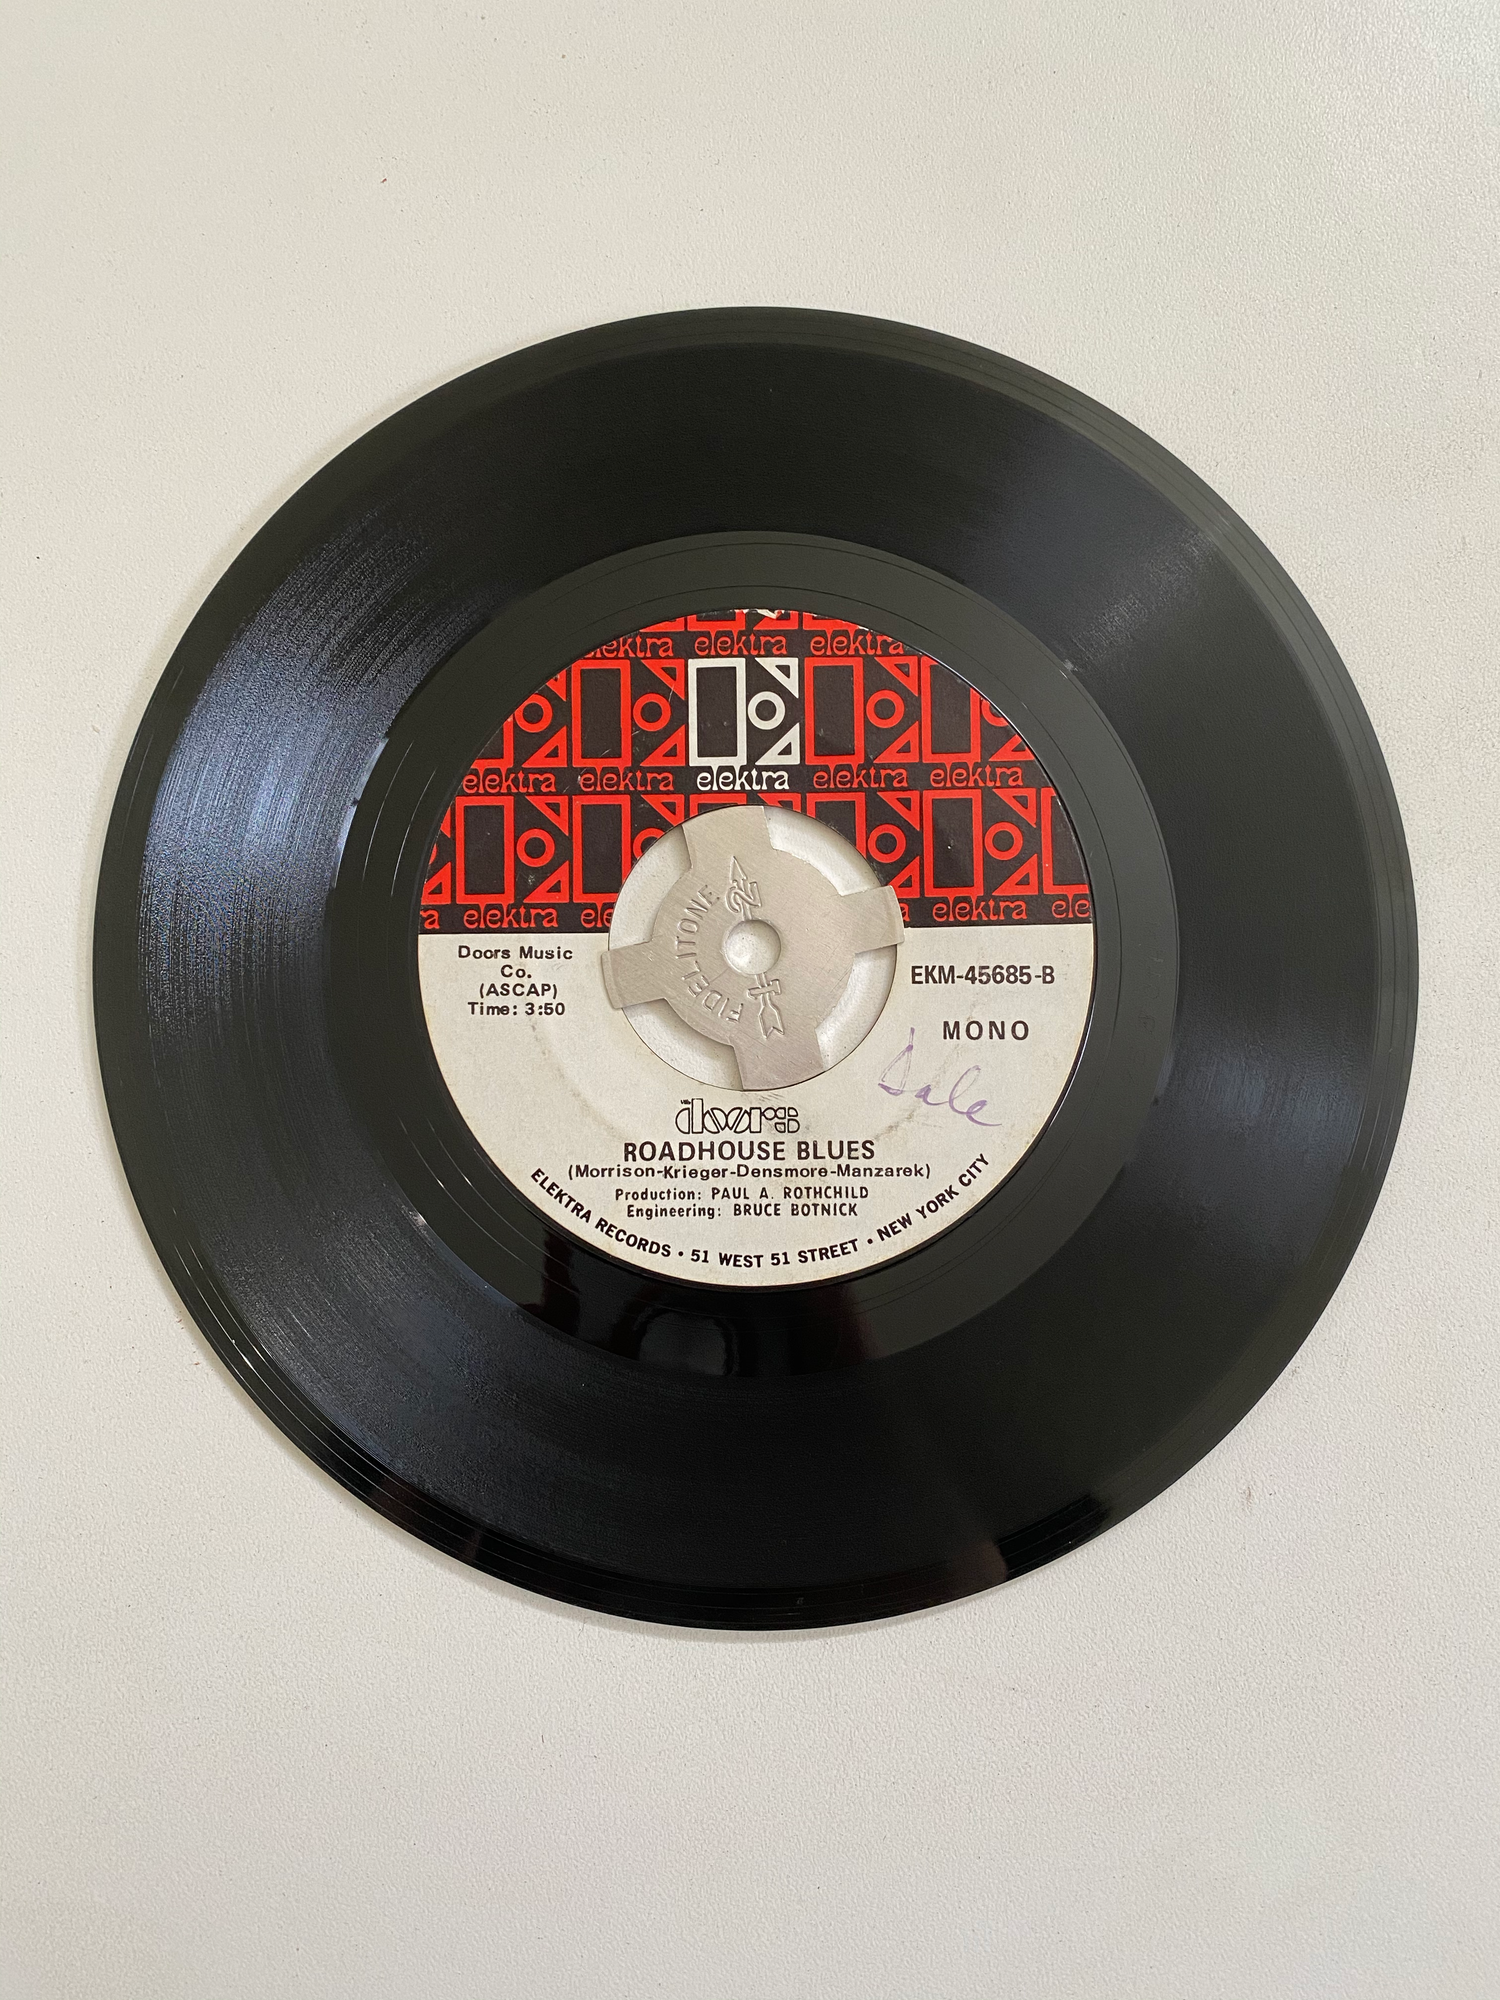 elektra elektra elektra
elektra elektra elektra elektra elektra
elektra
elektra
FIDELITONE
Doors Music
Co.
(ASCAP)
Time: 3:50
EKM-45685-B
MONO
the doors
ROADHOUSE BLUES
(Morrison-Krieger-Densmore-Manzarek)
Production: PAUL A. ROTHCHILD
Engineering: BRUCE BOTNICK
ELEKTRA RECORDS • 51 WEST 51 STREET • NEW YORK CITY